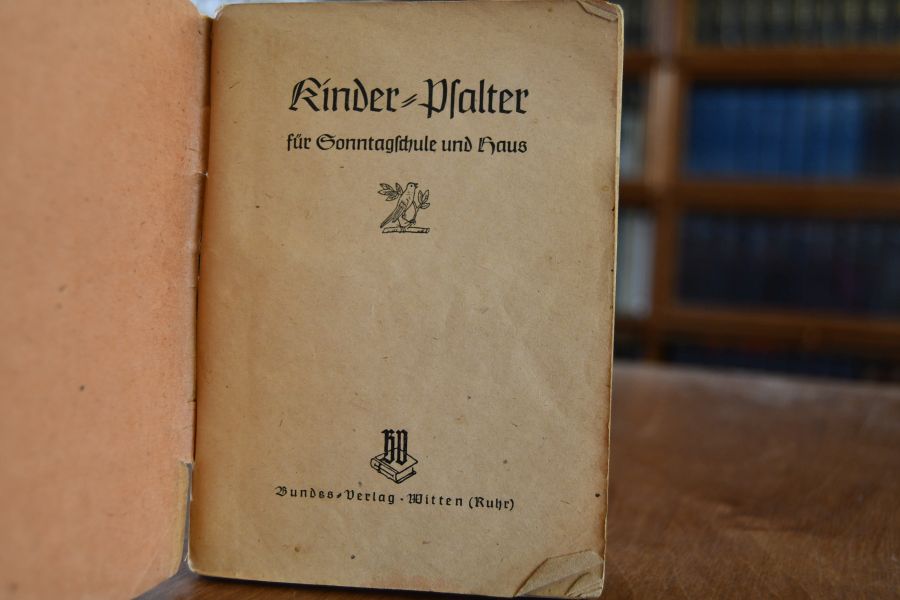 Kinder-Pſalter
für Sonntagſchule und Haus
BV
Bundes-Verlag · Witten (Ruhr)